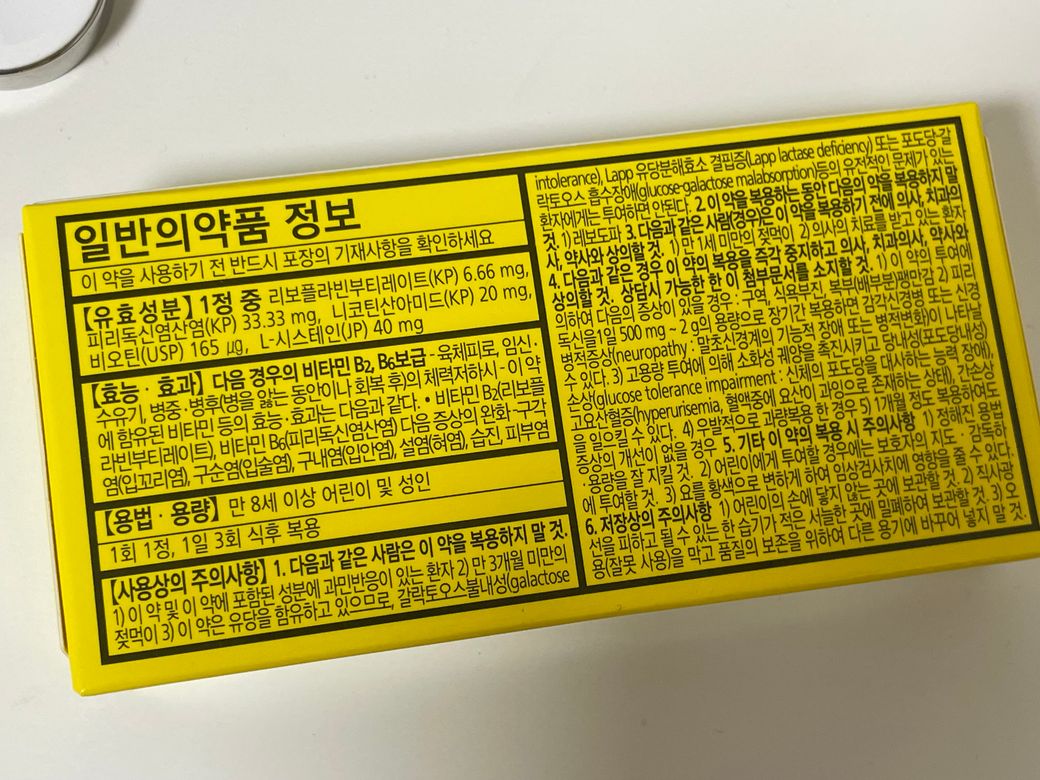 일반의약품 정보
이 약을 사용하기 전 반드시 포장의 기재사항을 확인하세요
【유효성분】 1정 중 리보플라빈부티레이트(KP) 6.66 mg,
피리독신염산염(KP) 33.33 mg, 니코틴산아미드(KP) 20 mg,
비오틴(USP) 165 ㎍, L-시스테인(JP) 40 mg
【효능 · 효과】 다음 경우의 비타민 B₂, B₆보급 - 육체피로, 임신·
수유기, 병중·병후(병을 앓는 동안이나 회복 후)의 체력저하시 - 이 약
에 함유된 비타민 등의 효능·효과는 다음과 같다. • 비타민 B₂(리보플
라빈부티레이트), 비타민 B₆(피리독신염산염) 다음 증상의 완화-구각
염(입꼬리염), 구순염(입술염), 구내염(입안염), 설염(혀염), 습진, 피부염
【용법 · 용량】 만 8세 이상 어린이 및 성인
1회 1정, 1일 3회 식후 복용
【사용상의 주의사항】 1. 다음과 같은 사람은 이 약을 복용하지 말 것.
1) 이 약 및 이 약에 포함된 성분에 과민반응이 있는 환자 2) 만 3개월 미만의
젖먹이 3) 이 약은 유당을 함유하고 있으므로, 갈락토오스불내성(galactose
intolerance), Lapp 유당분해효소 결핍증(Lapp lactase deficiency) 또는 포도당-갈
락토오스 흡수장애(glucose-galactose malabsorption)등의 유전적인 문제가 있는
환자에게는 투여하면 안된다. 2. 이 약을 복용하는 동안 다음의 약을 복용하지 말
것. 1) 레보도파 3. 다음과 같은 사람(경우)은 이 약을 복용하기 전에 의사, 치과의
사, 약사와 상의할 것. 1) 만 1세 미만의 젖먹이 2) 의사의 치료를 받고 있는 환자
4. 다음과 같은 경우 이 약의 복용을 즉각 중지하고 의사, 치과의사, 약사와
상의할 것. 상담시 가능한 한 이 첨부문서를 소지할 것. 1) 이 약의 투여에
의하여 다음의 증상이 있을 경우 : 구역, 식욕부진, 복부(배부분)팽만감 2) 피리
독신을 1일 500 mg ~ 2 g의 용량으로 장기간 복용하면 감각신경병 또는 신경
병적증상(neuropathy : 말초신경계의 기능적 장애 또는 병적변화)이 나타날
수 있다. 3) 고용량 투여에 의해 소화성 궤양을 촉진시키고 당내성(포도당내성)
손상(glucose tolerance impairment : 신체의 포도당을 대사하는 능력 장애),
고요산혈증(hyperurisemia, 혈액중에 요산이 과잉으로 존재하는 상태), 간손상
을 일으킬 수 있다. 4) 일반적으로 과량복용한 경우 5) 1개월 정도 복용하여도
증상의 개선이 없을 경우 5. 기타 이 약의 복용 시 주의사항 1) 정해진 용법·
용량을 잘 지킬 것. 2) 어린이에게 투여할 경우에는 보호자의 지도·감독하
에 투여할 것. 3) 요를 황색으로 변하게 하여 임상검사치에 영향을 줄 수 있다.
6. 저장상의 주의사항 1) 어린이의 손에 닿지 않는 곳에 보관할 것. 2) 직사광
선을 피하고 될 수 있는 한 습기가 적은 서늘한 곳에 밀폐하여 보관할 것. 3) 오
용(잘못 사용)을 막고 품질의 보존을 위하여 다른 용기에 바꾸어 넣지 말 것